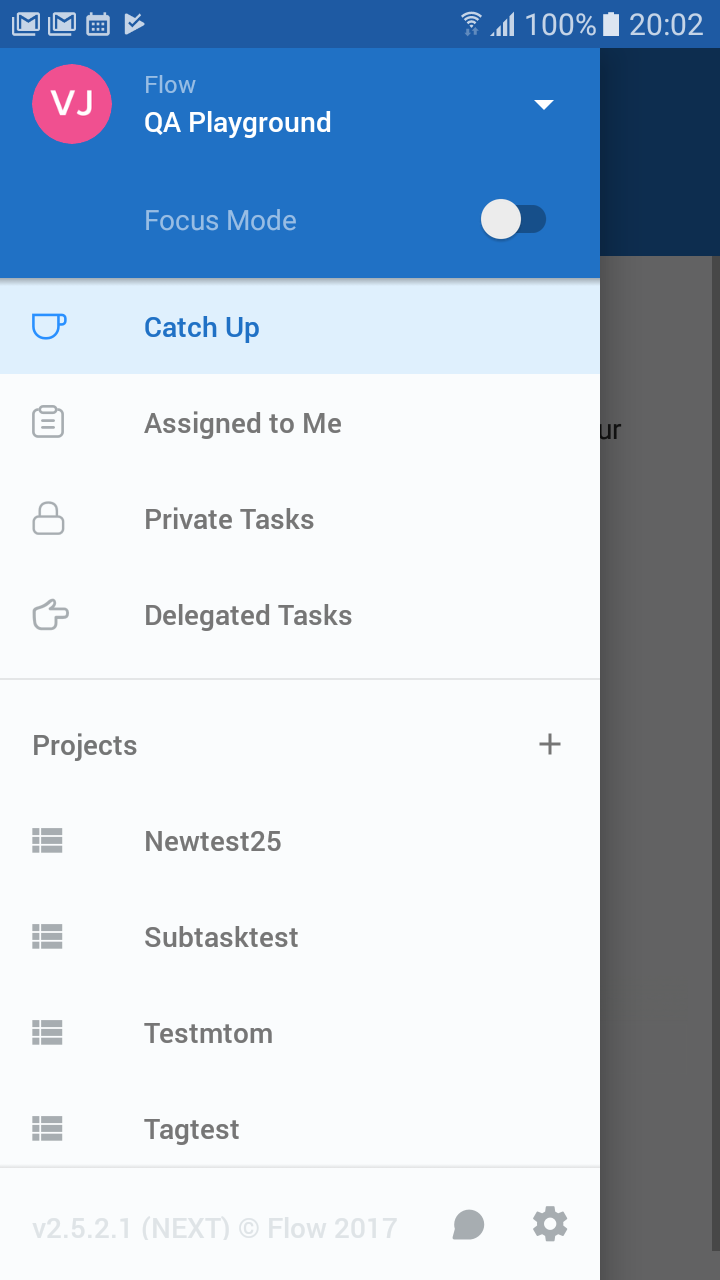 100% 20:02
VJ
Flow
QA Playground
Focus Mode
Catch Up
Assigned to Me
ur
Private Tasks
Delegated Tasks
Projects
Newtest25
Subtasktest
Testmtom
Tagtest
v2.5.2.1 (NEXT) © Flow 2017